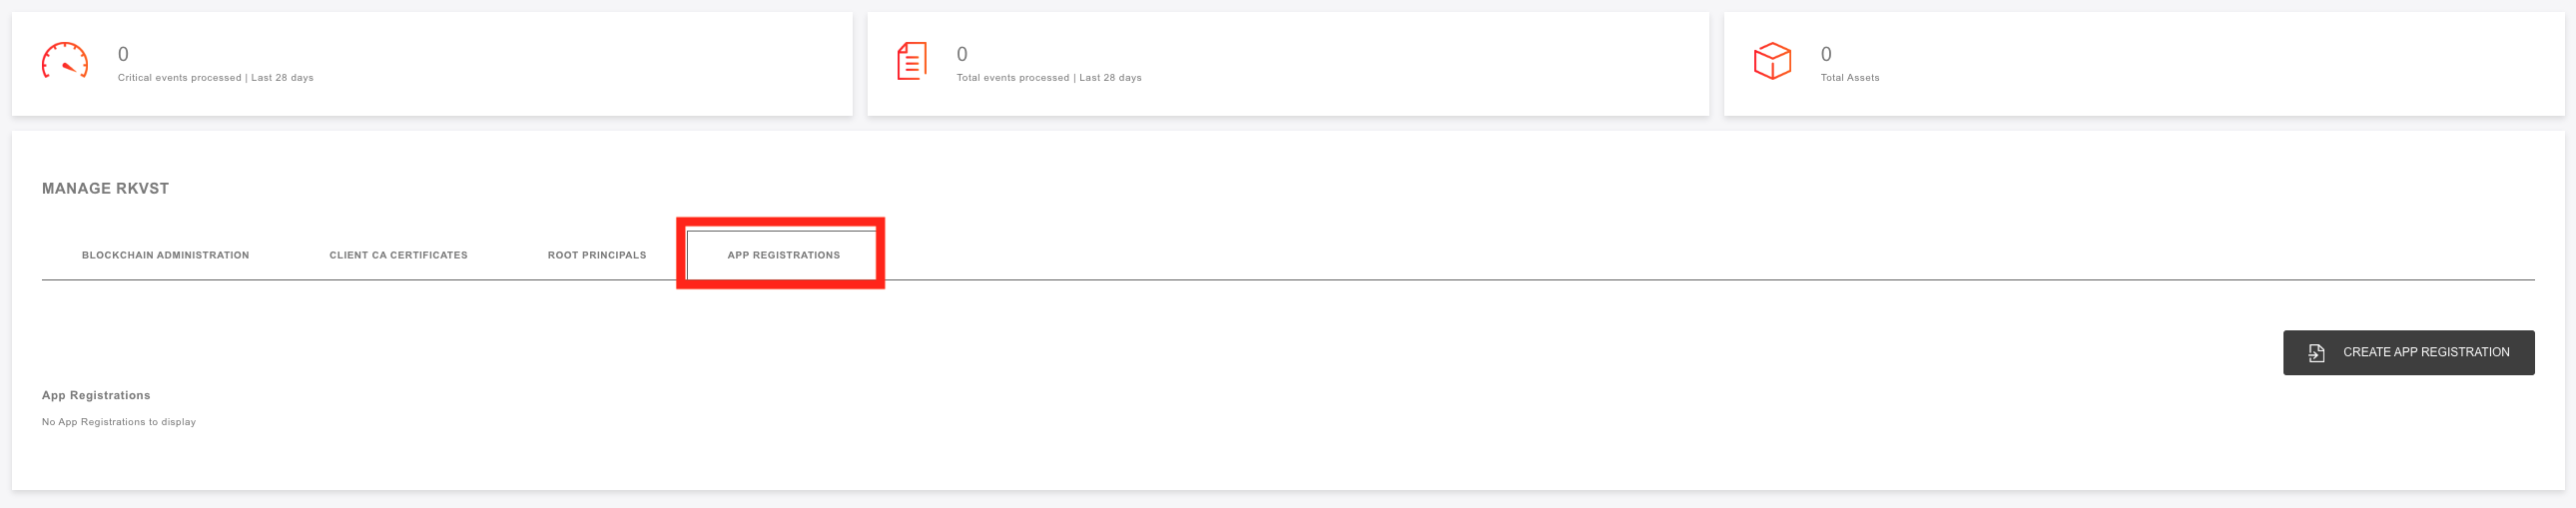 0
Critical events processed | Last 28 days
0
Total events processed | Last 28 days
0
Total Assets
MANAGE RKVST
BLOCKCHAIN ADMINISTRATION
CLIENT CA CERTIFICATES
ROOT PRINCIPALS
APP REGISTRATIONS
CREATE APP REGISTRATION
App Registrations
No App Registrations to display